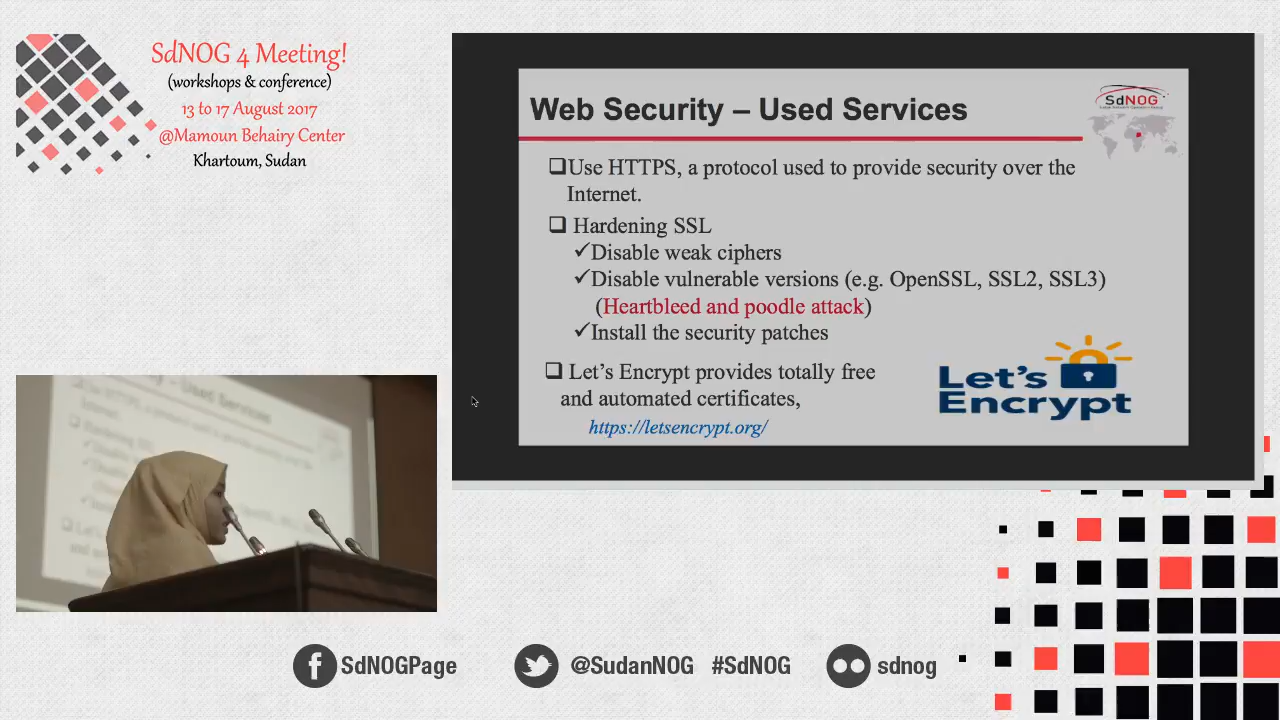 SdNOG 4 Meeting!
(workshops & conference)
13 to 17 August 2017
@Mamoun Behairy Center
Khartoum, Sudan
Web Security – Used Services
SdNOG
Use HTTPS, a protocol used to provide security over the
Internet.
Hardening SSL
Disable weak ciphers
Disable vulnerable versions (e.g. OpenSSL, SSL2, SSL3)
(Heartbleed and poodle attack)
Install the security patches
Let's Encrypt provides totally free
and automated certificates,
https://letsencrypt.org/
Let's
Encrypt
Used Services
SdNOGPage
@SudanNOG
#SdNOG
sdnog